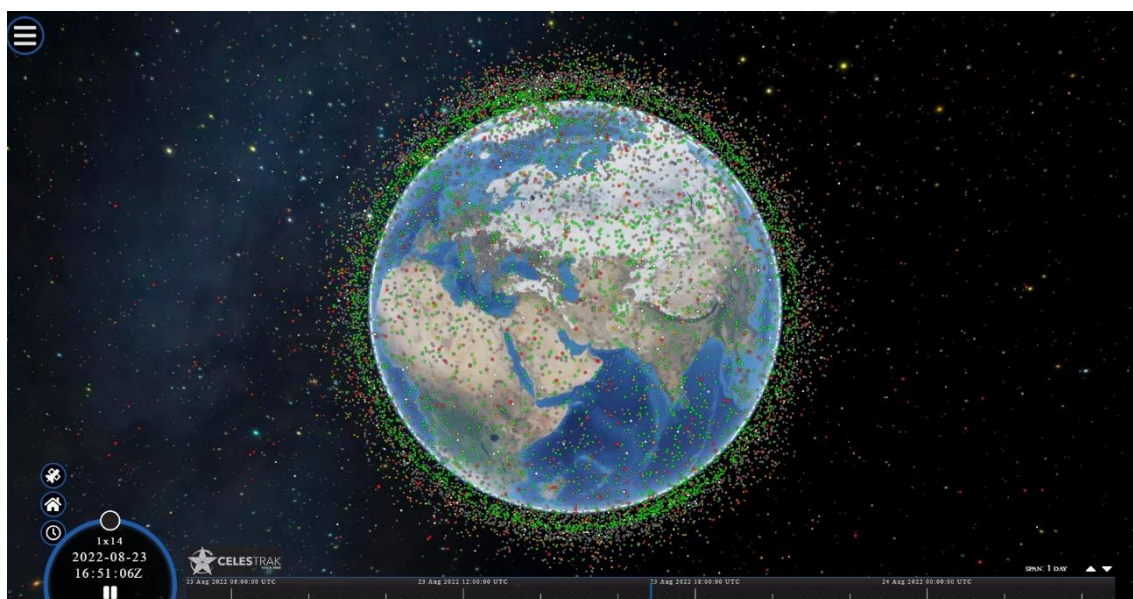 1x14
2022-08-23
16:51:06Z
CELESTRAK
23 Aug 2022 08:00:00 UTC
23 Aug 2022 12:00:00 UTC
23 Aug 2022 18:00:00 UTC
24 Aug 2022 00:00:00 UTC
SPAN: 1 DAY